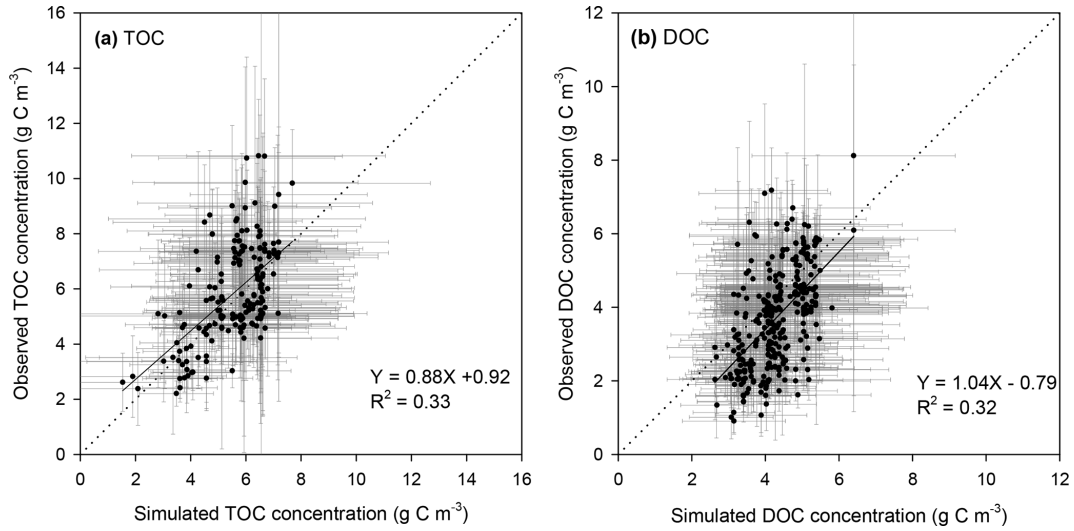 (a) TOC
Observed TOC concentration (g C m⁻³)
16
14
12
10
8
6
4
2
0
Y = 0.88X +0.92
R² = 0.33
0 2 4 6 8 10 12 14 16
Simulated TOC concentration (g C m⁻³)
(b) DOC
Observed DOC concentration (g C m⁻³)
12
10
8
6
4
2
0
Y = 1.04X - 0.79
R² = 0.32
0 2 4 6 8 10 12
Simulated DOC concentration (g C m⁻³)